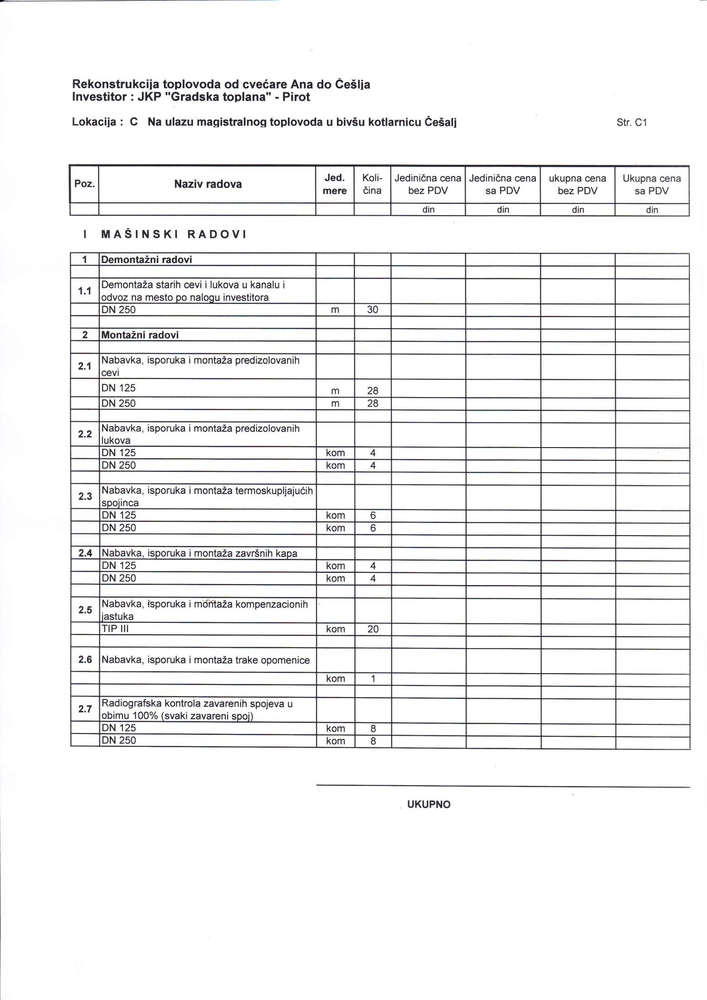 Rekonstrukcija toplovoda od cvećare Ana do Češlja
Investitor : JKP "Gradska toplana" - Pirot
Lokacija : C Na ulazu magistralnog toplovoda u bivšu kotlarnicu Češalj Str. C1
Poz. Naziv radova Jed. mere Koli-čina Jedinična cena bez PDV Jedinična cena sa PDV ukupna cena bez PDV Ukupna cena sa PDV
din din din din
I MAŠINSKI RADOVI
1 Demontažni radovi
1.1 Demontaža starih cevi i lukova u kanalu i
odvoz na mesto po nalogu investitora
DN 250 m 30
2 Montažni radovi
2.1 Nabavka, isporuka i montaža predizolovanih
cevi
DN 125 m 28
DN 250 m 28
2.2 Nabavka, isporuka i montaža predizolovanih
lukova
DN 125 kom 4
DN 250 kom 4
2.3 Nabavka, isporuka i montaža termoskupljajućih
spojinca
DN 125 kom 6
DN 250 kom 6
2.4 Nabavka, isporuka i montaža završnih kapa
DN 125 kom 4
DN 250 kom 4
2.5 Nabavka, isporuka i montaža kompenzacionih
jastuka
TIP III kom 20
2.6 Nabavka, isporuka i montaža trake opomenice
kom 1
2.7 Radiografska kontrola zavarenih spojeva u
obimu 100% (svaki zavareni spoj)
DN 125 kom 8
DN 250 kom 8
UKUPNO